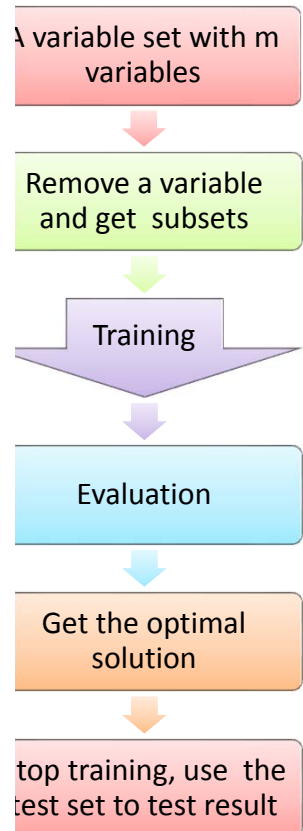 A variable set with m
variables
Remove a variable
and get subsets
Training
Evaluation
Get the optimal
solution
top training, use the
test set to test result